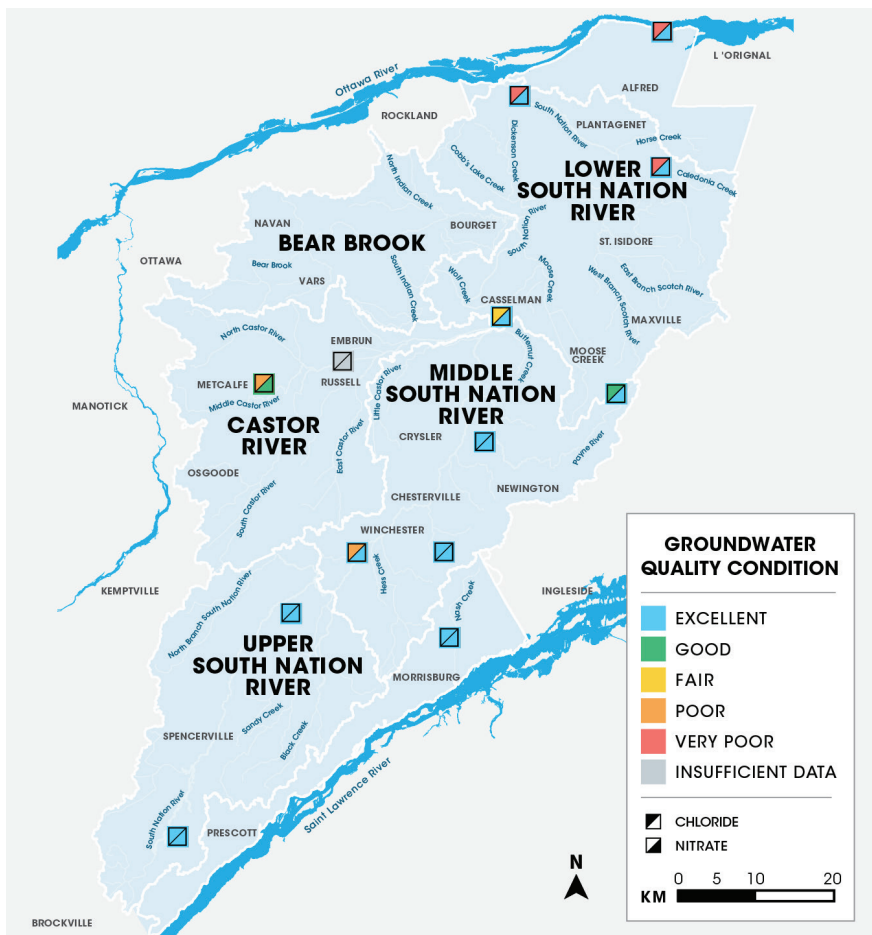 L 'ORIGNAL
Ottawa River
ALFRED
ROCKLAND
PLANTAGENET
South Nation River
Horse Creek
Dickenson Creek
Cobb's Lake Creek
North Indian Creek
LOWER
SOUTH NATION
RIVER
Caledonia Creek
NAVAN
BOURGET
BEAR BROOK
South Nation River
ST. ISIDORE
OTTAWA
Bear Brook
VARS
South Indian Creek
Wolf Creek
Moose Creek
East Branch Scotch River
West Branch Scotch River
CASSELMAN
MAXVILLE
North Castor River
EMBRUN
Butternut Creek
MOOSE
CREEK
RUSSELL
METCALFE
MIDDLE
SOUTH NATION
RIVER
Little Castor River
MANOTICK
Middle Castor River
CASTOR
RIVER
CRYSLER
Payne River
East Castor River
OSGOODE
NEWINGTON
South Castor River
CHESTERVILLE
WINCHESTER
Hess Creek
KEMPTVILLE
North Branch South Nation River
Nash Creek
INGLESIDE
UPPER
SOUTH NATION
RIVER
MORRISBURG
Sandy Creek
Black Creek
SPENCERVILLE
South Nation River
PRESCOTT
Saint Lawrence River
BROCKVILLE
N
GROUNDWATER
QUALITY CONDITION
EXCELLENT
GOOD
FAIR
POOR
VERY POOR
INSUFFICIENT DATA
CHLORIDE
NITRATE
0 5 10 20
KM